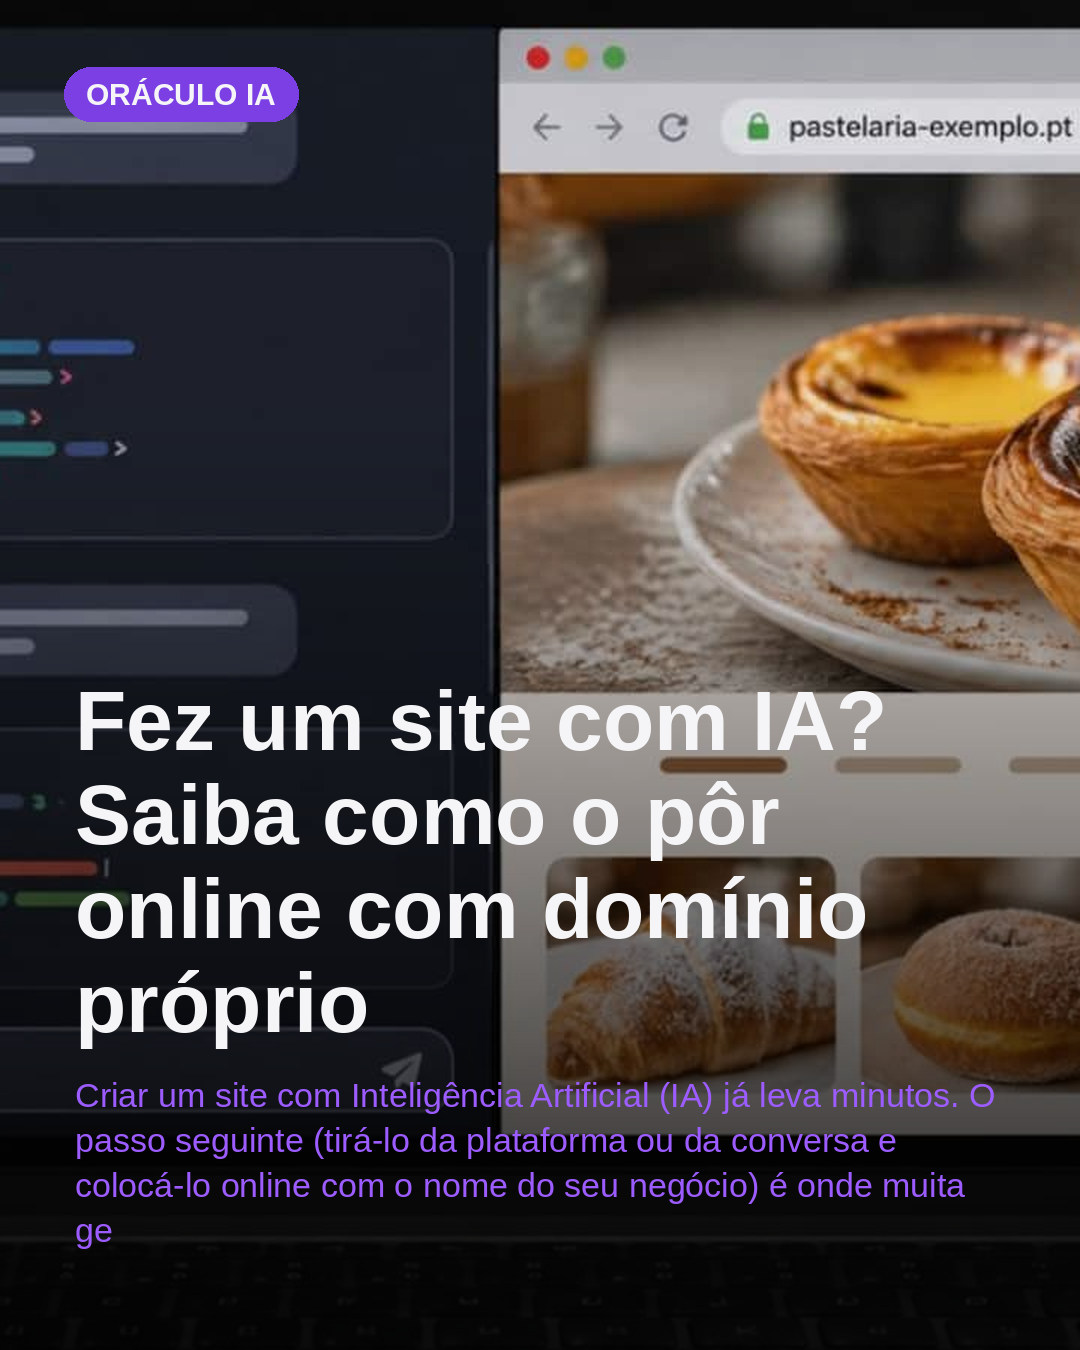 ORÁCULO IA
pastelaria-exemplo.pt
Fez um site com IA?
Saiba como o pôr
online com domínio
próprio
Criar um site com Inteligência Artificial (IA) já leva minutos. O
passo seguinte (tirá-lo da plataforma ou da conversa e
colocá-lo online com o nome do seu negócio) é onde muita
ge